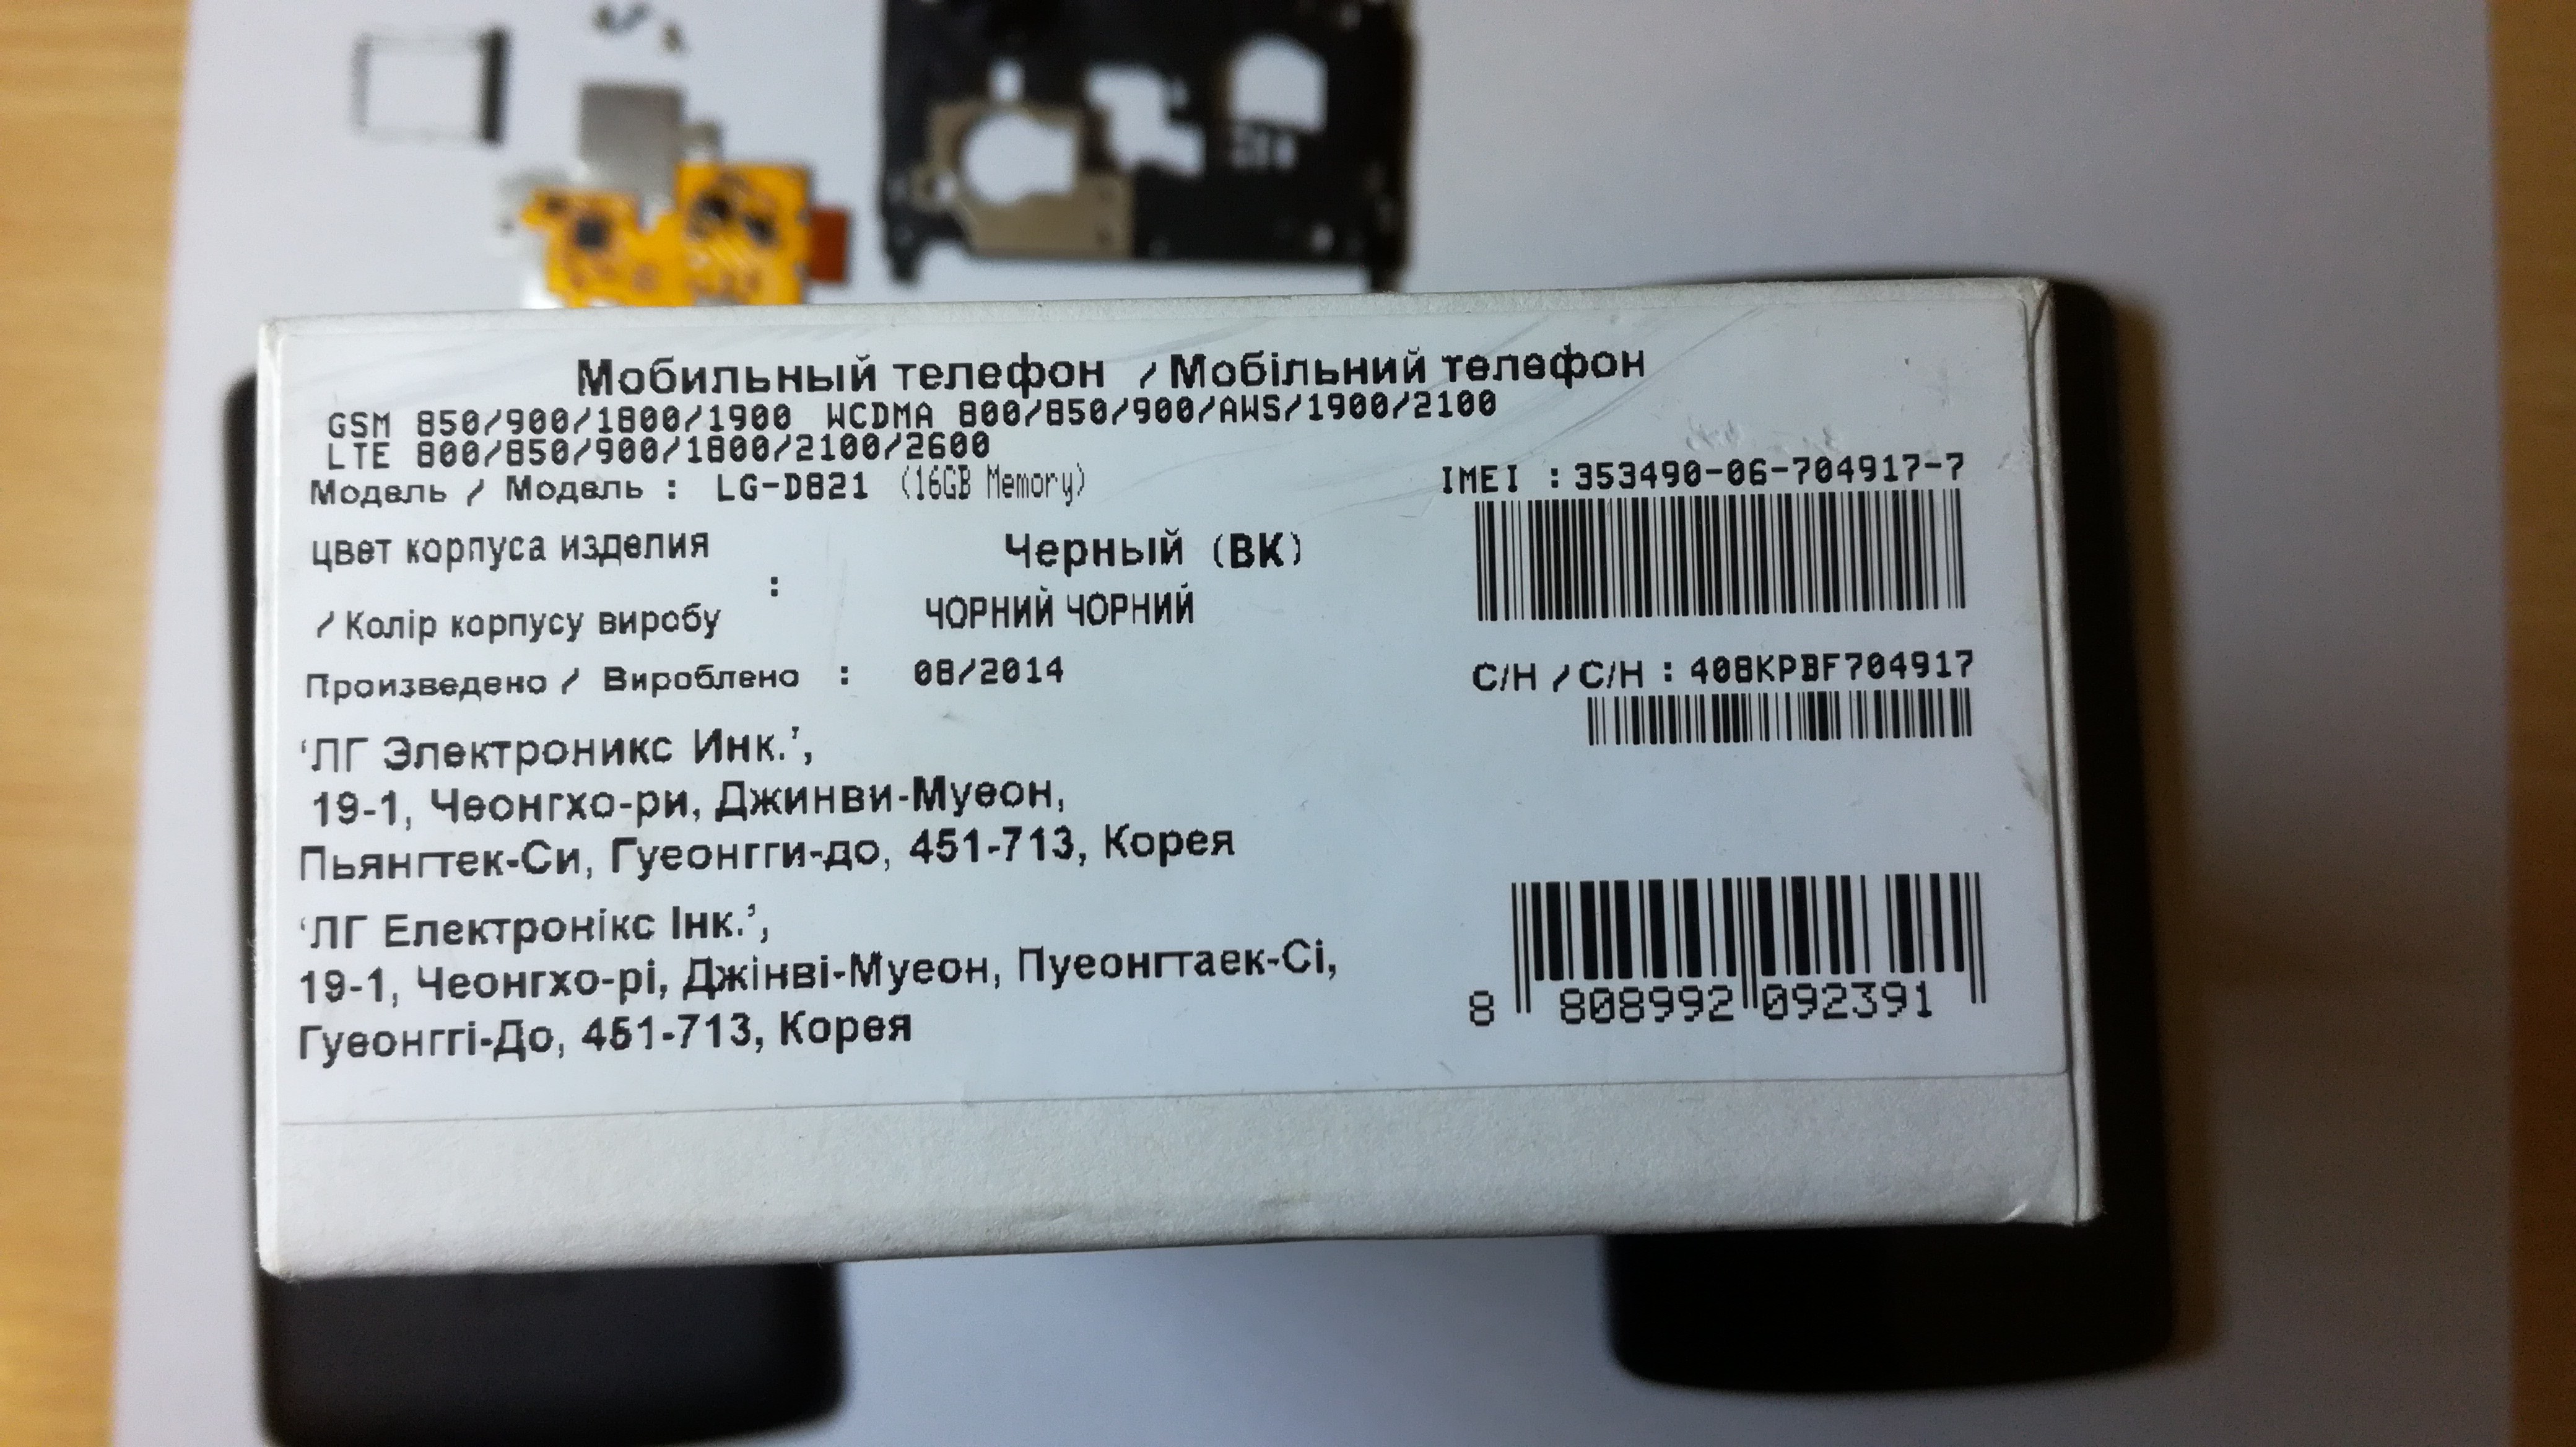 Мобильный телефон / Мобільний телефон
GSM 850/900/1800/1900 WCDMA 800/850/900/AWS/1900/2100
LTE 800/850/900/1800/2100/2600
Модель / Модель : LG-D821 (16GB Memory)
IMEI : 353490-06-704917-7
цвет корпуса изделия
Черный (BK)
:
/ Колір корпусу виробу
ЧОРНИЙ ЧОРНИЙ
Произведено / Вироблено : 08/2014
С/Н / С/Н : 408KPBF704917
‘ЛГ Электроникс Инк.’,
19-1, Чеонгхо-ри, Джинви-Муеон,
Пьянгтек-Си, Гуеонгги-до, 451-713, Корея
‘ЛГ Електронікс Інк.’,
19-1, Чеонгхо-рі, Джінві-Муеон, Пуеонгтаек-Сі,
Гуеонггі-До, 451-713, Корея
8 808992 092391